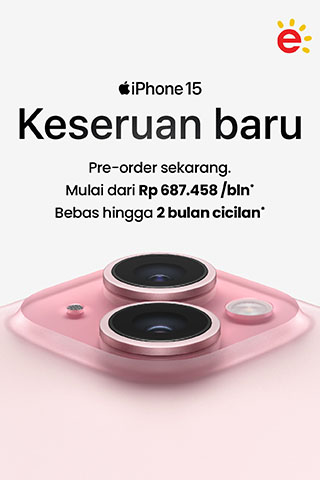 e
iPhone 15
Keseruan baru
Pre-order sekarang.
Mulai dari Rp 687.458 /bln*
Bebas hingga 2 bulan cicilan*